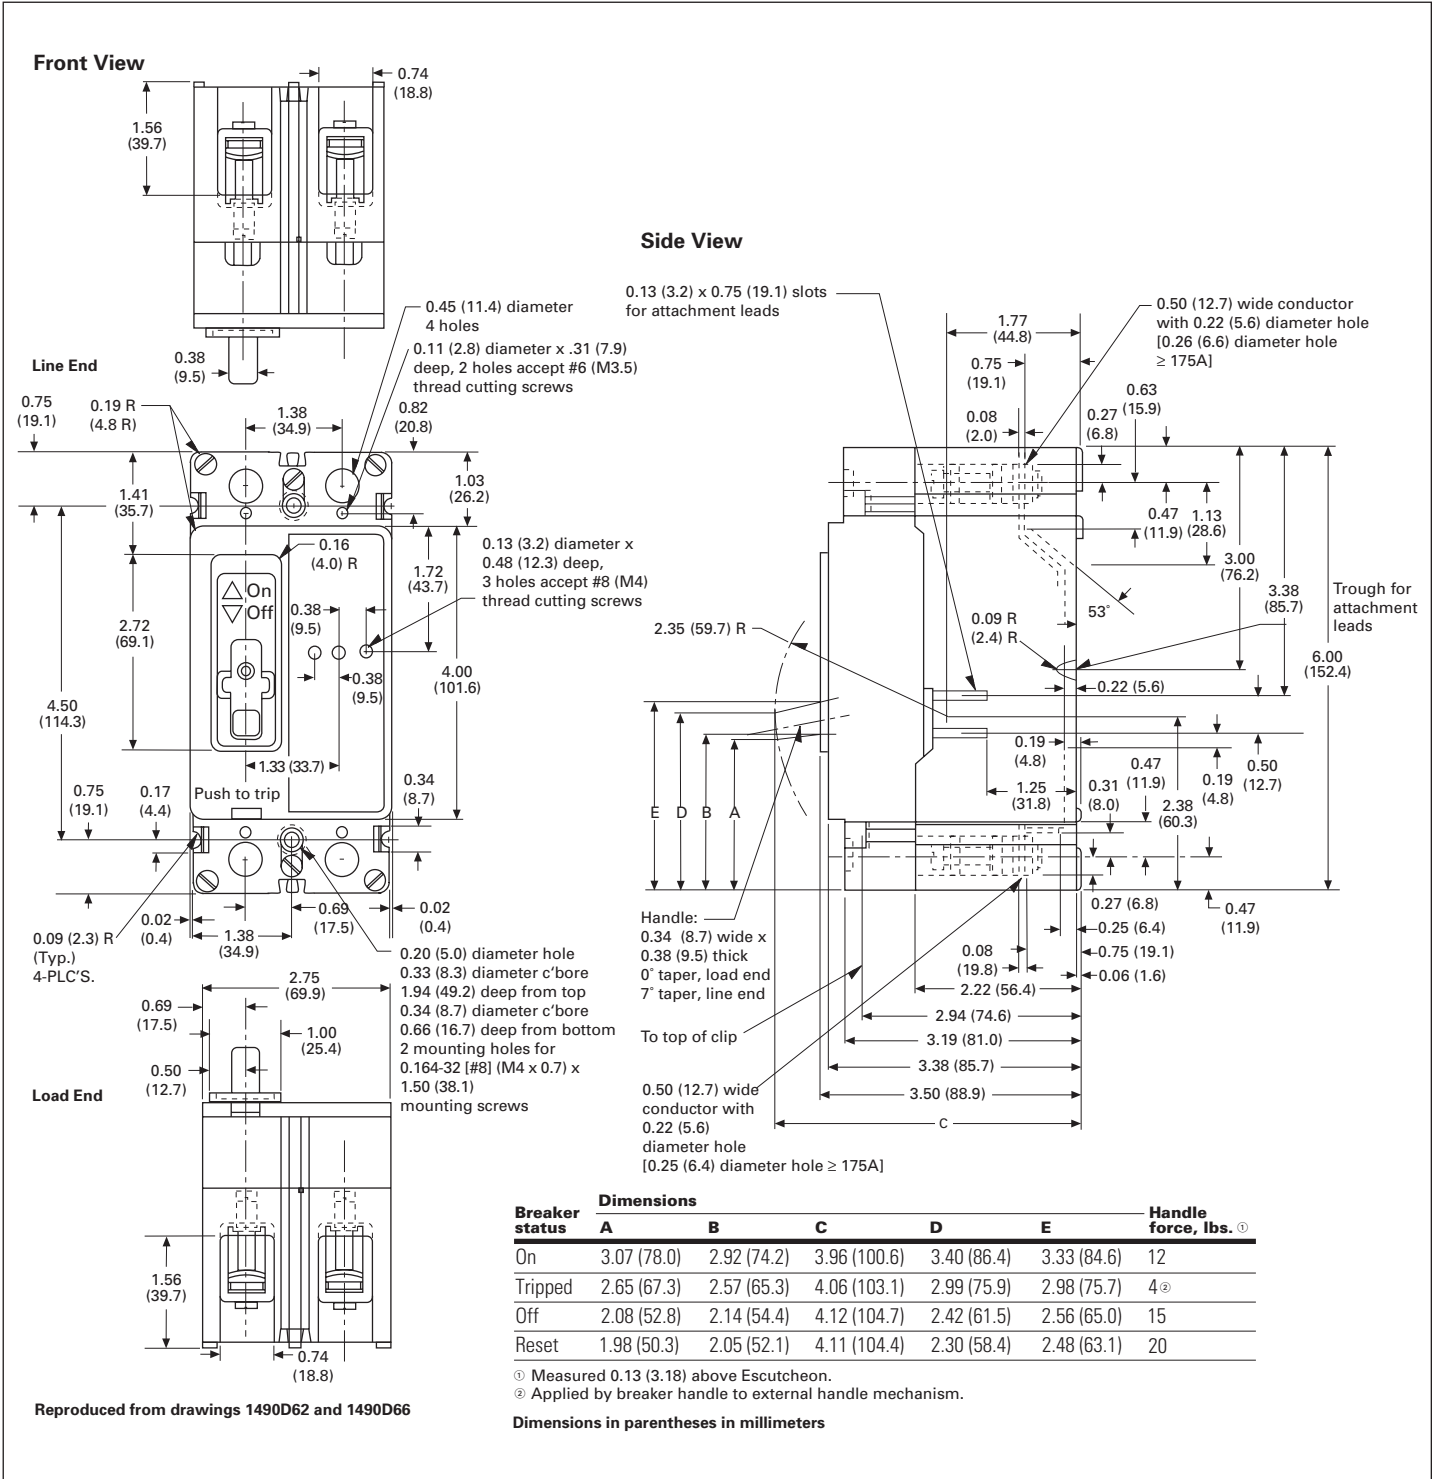 Front View
0.74
(18.8)
1.56
(39.7)
Side View
0.13 (3.2) x 0.75 (19.1) slots
for attachment leads
1.77
(44.8)
0.50 (12.7) wide conductor
with 0.22 (5.6) diameter hole
[0.26 (6.6) diameter hole
≥ 175A]
0.45 (11.4) diameter
4 holes
0.11 (2.8) diameter x .31 (7.9)
deep, 2 holes accept #6 (M3.5)
thread cutting screws
Line End
0.38
(9.5)
0.75
(19.1)
0.63
(15.9)
0.75
(19.1)
0.19 R
(4.8 R)
1.38
(34.9)
0.82
(20.8)
0.08
(2.0)
0.27
(6.8)
1.41
(35.7)
1.03
(26.2)
0.47
(11.9)
1.13
(28.6)
0.16
(4.0) R
1.72
(43.7)
0.13 (3.2) diameter x
0.48 (12.3) deep,
3 holes accept #8 (M4)
thread cutting screws
3.00
(76.2)
3.38
(85.7)
Trough for
attachment
leads
On
Off
0.38
(9.5)
53°
2.72
(69.1)
2.35 (59.7) R
0.09 R
(2.4) R
6.00
(152.4)
4.00
(101.6)
0.38
(9.5)
0.22 (5.6)
4.50
(114.3)
1.33 (33.7)
0.19
(4.8)
0.47
(11.9)
0.19
(4.8)
0.50
(12.7)
Push to trip
0.75
(19.1)
0.17
(4.4)
0.34
(8.7)
1.25
(31.8)
0.31
(8.0)
2.38
(60.3)
E
D
B
A
0.02
(0.4)
1.38
(34.9)
0.69
(17.5)
0.02
(0.4)
0.09 (2.3) R
(Typ.)
4-PLC'S.
Handle:
0.34 (8.7) wide x
0.38 (9.5) thick
0° taper, load end
7° taper, line end
0.27 (6.8)
0.47
(11.9)
0.25 (6.4)
0.08
(19.8)
0.75 (19.1)
0.06 (1.6)
0.20 (5.0) diameter hole
0.33 (8.3) diameter c'bore
1.94 (49.2) deep from top
0.34 (8.7) diameter c'bore
0.66 (16.7) deep from bottom
2 mounting holes for
0.164-32 [#8] (M4 x 0.7) x
1.50 (38.1)
mounting screws
2.75
(69.9)
0.69
(17.5)
1.00
(25.4)
0.50
(12.7)
2.22 (56.4)
2.94 (74.6)
To top of clip
3.19 (81.0)
3.38 (85.7)
3.50 (88.9)
C
0.50 (12.7) wide
conductor with
0.22 (5.6)
diameter hole
[0.25 (6.4) diameter hole ≥ 175A]
Load End
1.56
(39.7)
0.74
(18.8)
Reproduced from drawings 1490D62 and 1490D66
Breaker status Dimensions Handle force, lbs. ①
A B C D E
On 3.07 (78.0) 2.92 (74.2) 3.96 (100.6) 3.40 (86.4) 3.33 (84.6) 12
Tripped 2.65 (67.3) 2.57 (65.3) 4.06 (103.1) 2.99 (75.9) 2.98 (75.7) 4②
Off 2.08 (52.8) 2.14 (54.4) 4.12 (104.7) 2.42 (61.5) 2.56 (65.0) 15
Reset 1.98 (50.3) 2.05 (52.1) 4.11 (104.4) 2.30 (58.4) 2.48 (63.1) 20
① Measured 0.13 (3.18) above Escutcheon.
② Applied by breaker handle to external handle mechanism.
Dimensions in parentheses in millimeters